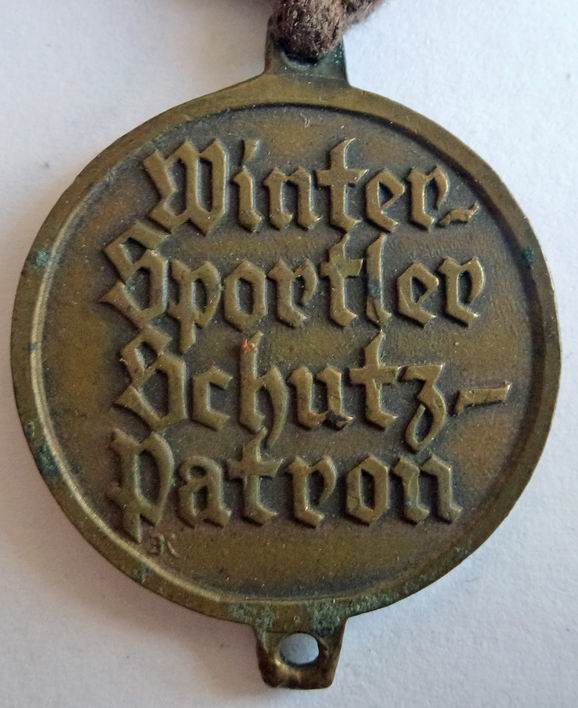 Winter-
Sportler
Schutz-
Patron